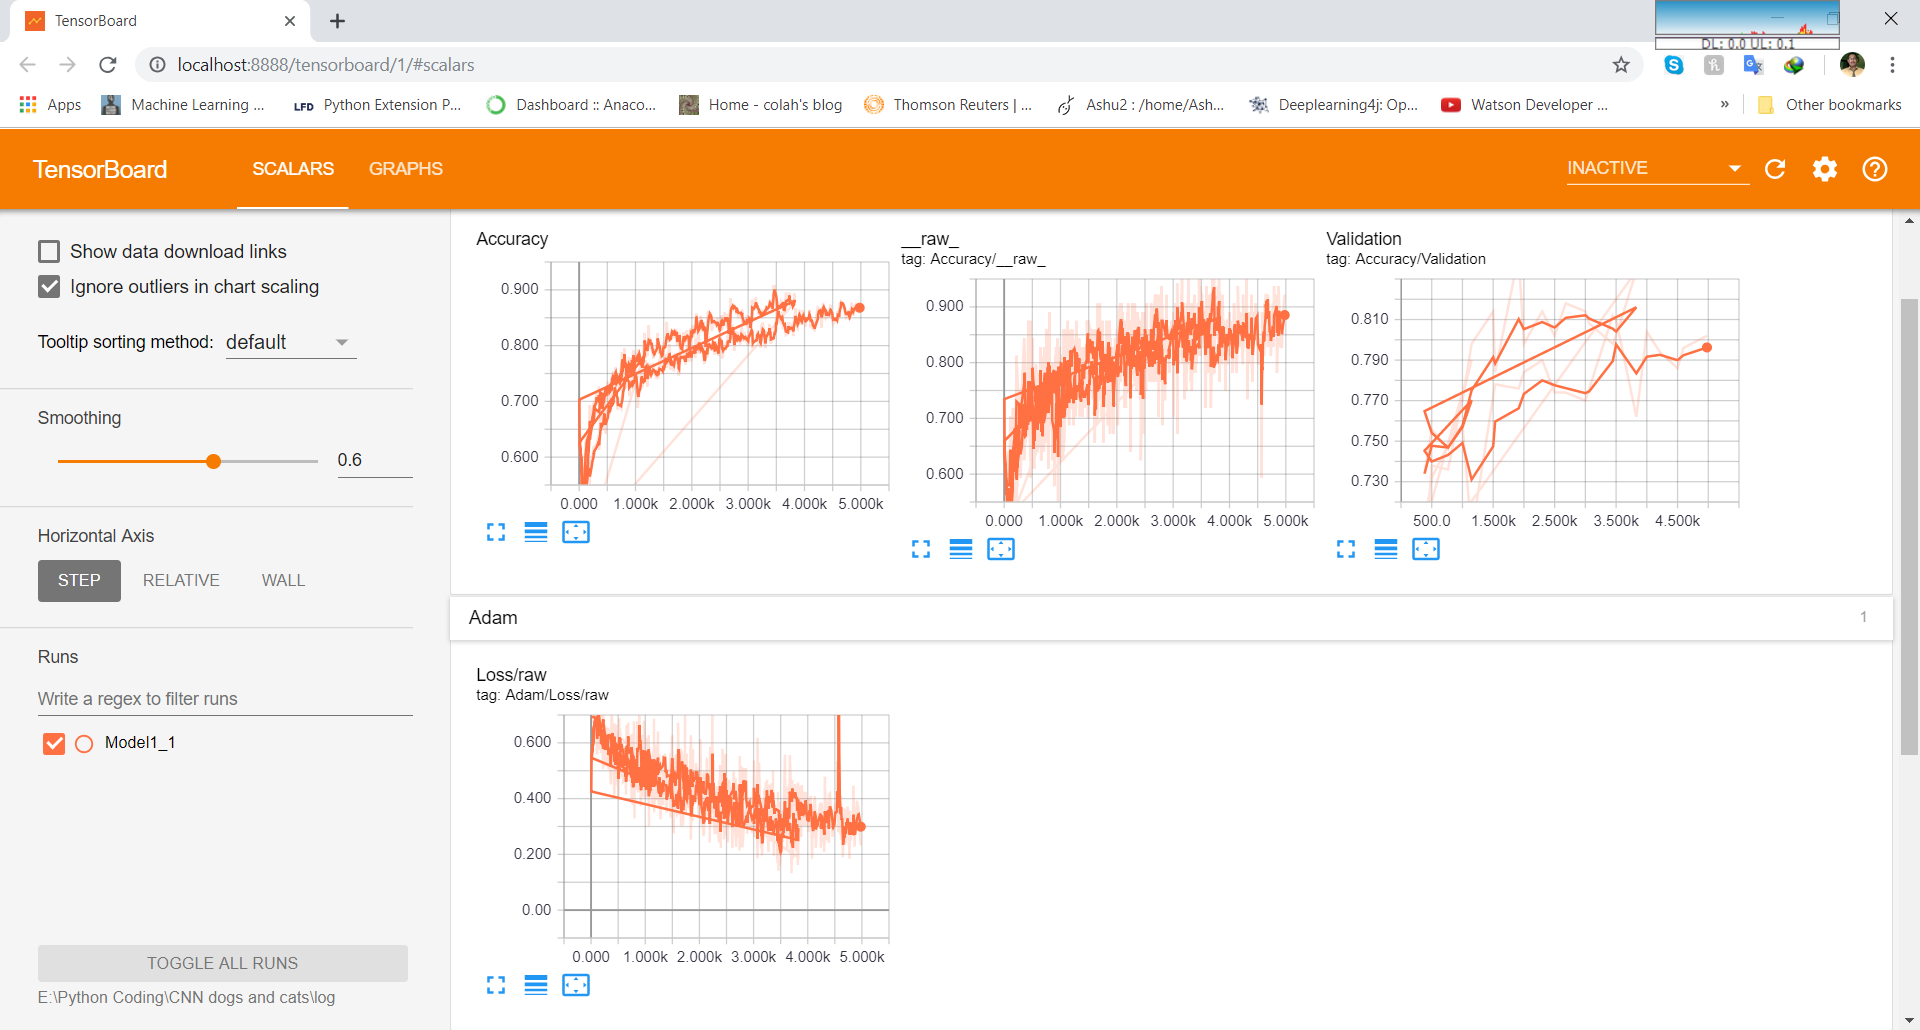 TensorBoard
DL: 0.0 UL: 0.1
localhost:8888/tensorboard/1/#scalars
Apps
Machine Learning ...
LFD Python Extension P...
Dashboard :: Anaco...
Home - colah's blog
Thomson Reuters | ...
Ashu2 : /home/Ash...
Deeplearning4j: Op...
Watson Developer ...
»
Other bookmarks
TensorBoard
SCALARS
GRAPHS
INACTIVE
Show data download links
Ignore outliers in chart scaling
Tooltip sorting method: default
Smoothing
0.6
Horizontal Axis
STEP RELATIVE WALL
Runs
Write a regex to filter runs
Model1_1
TOGGLE ALL RUNS
E:\Python Coding\CNN dogs and cats\log
Accuracy
0.900
0.800
0.700
0.600
0.000 1.000k 2.000k 3.000k 4.000k 5.000k
__raw_
tag: Accuracy/__raw_
0.900
0.800
0.700
0.600
0.000 1.000k 2.000k 3.000k 4.000k 5.000k
Validation
tag: Accuracy/Validation
0.810
0.790
0.770
0.750
0.730
500.0 1.500k 2.500k 3.500k 4.500k
Adam
1
Loss/raw
tag: Adam/Loss/raw
0.600
0.400
0.200
0.00
0.000 1.000k 2.000k 3.000k 4.000k 5.000k